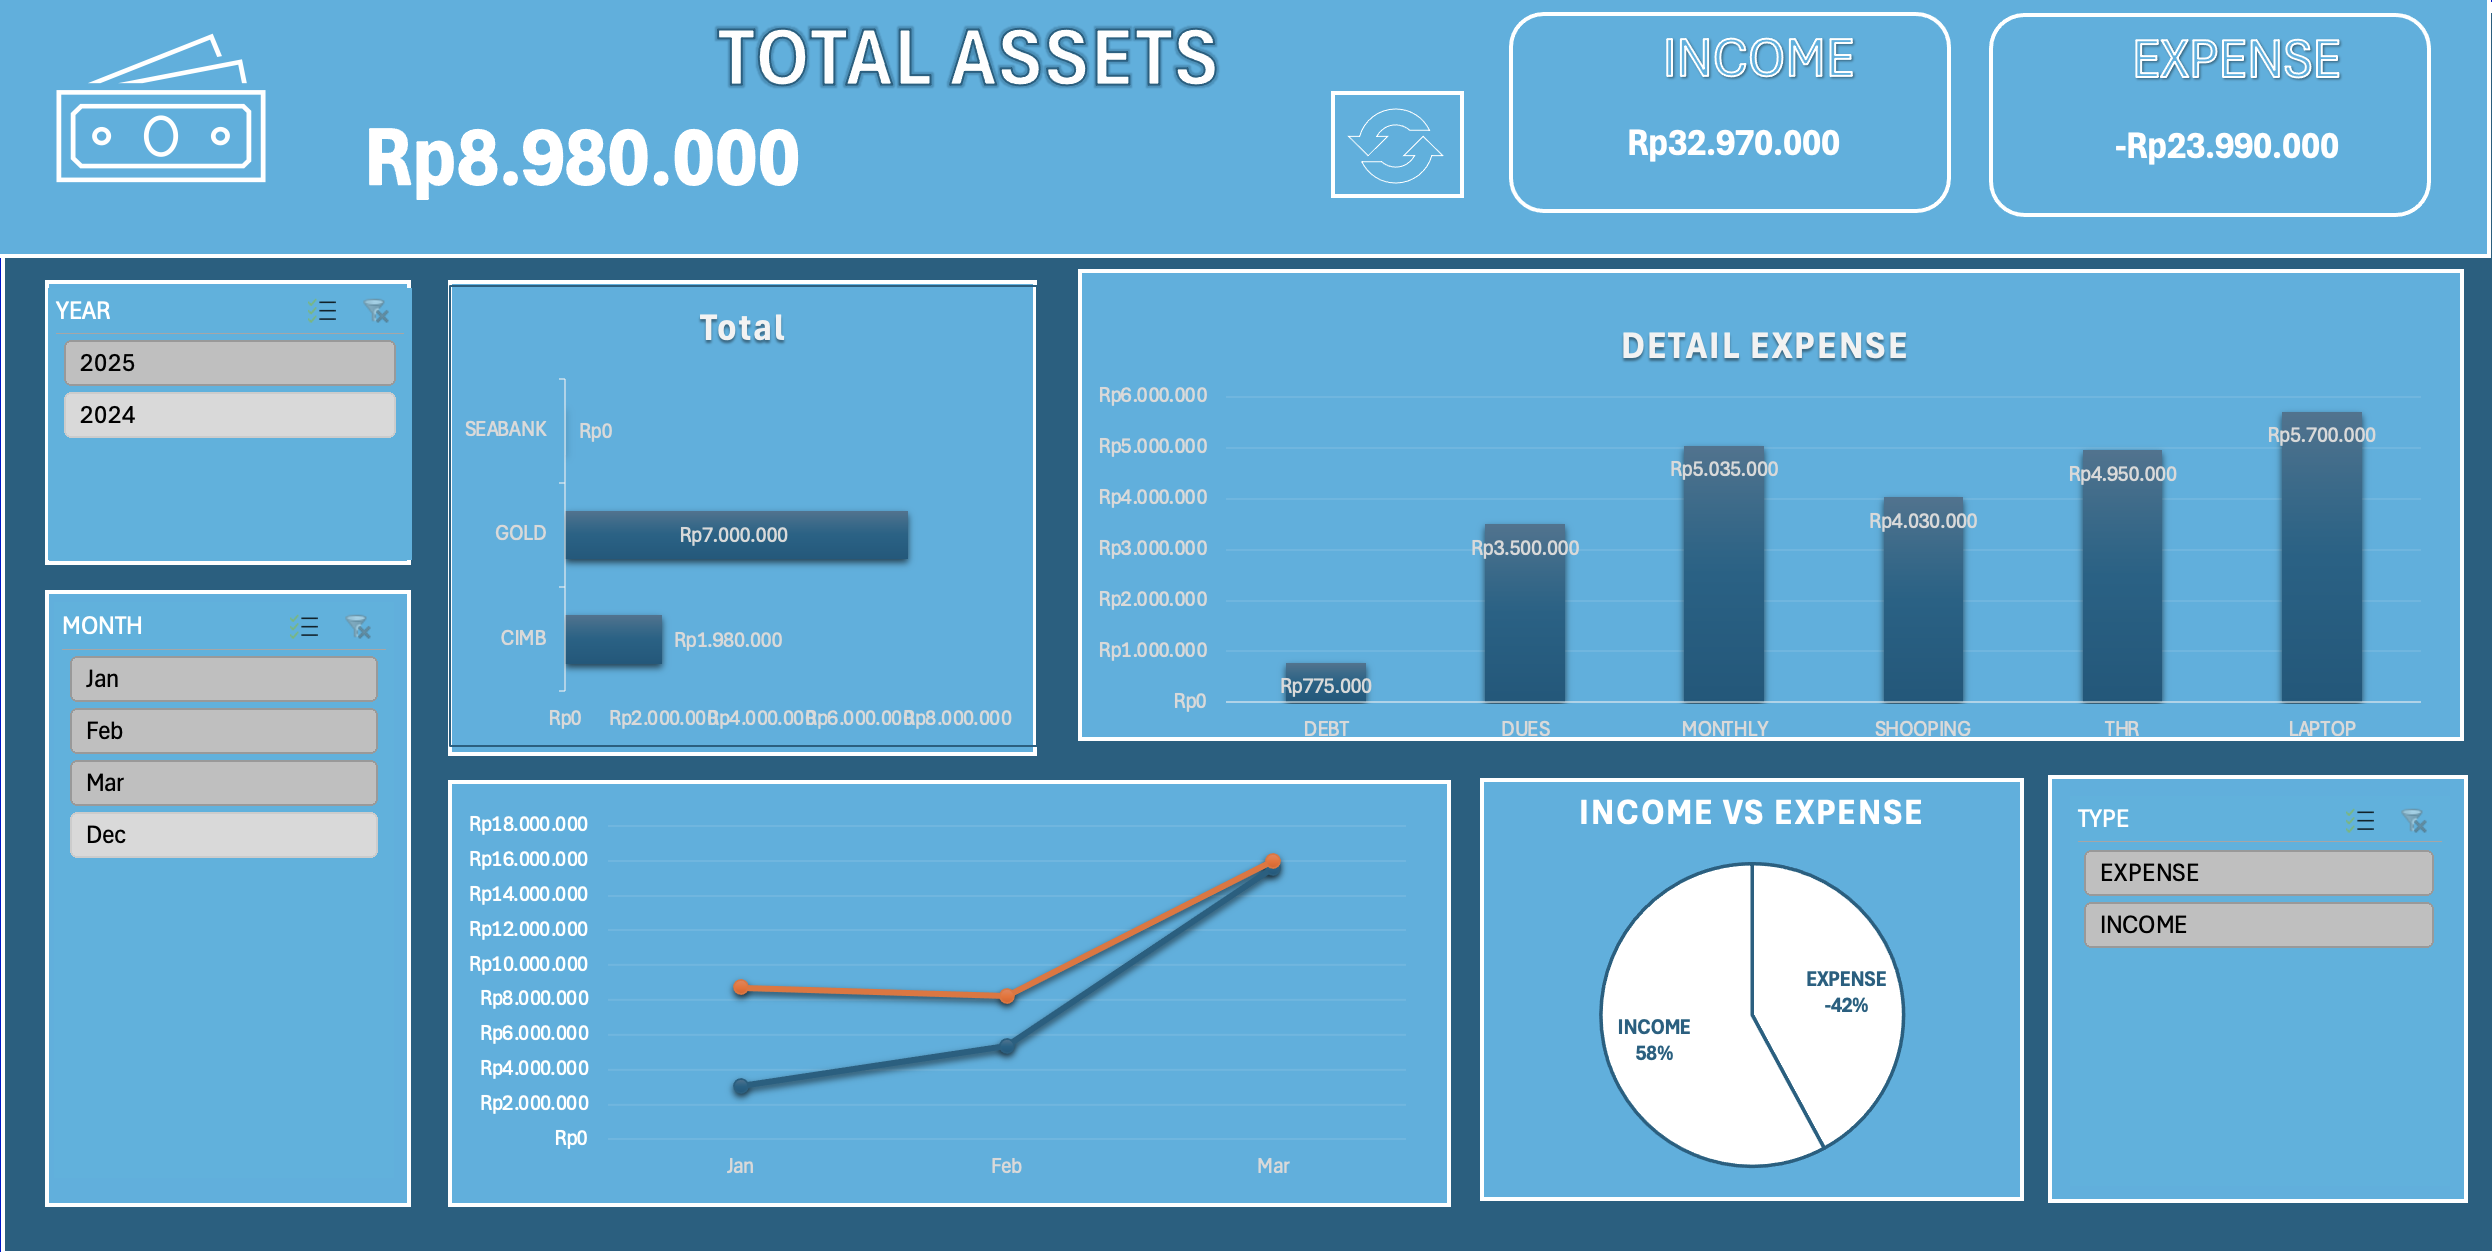 TOTAL ASSETS
Rp8.980.000
INCOME
Rp32.970.000
EXPENSE
-Rp23.990.000
YEAR
2025
2024
MONTH
Jan
Feb
Mar
Dec
Total
SEABANK
Rp0
GOLD
Rp7.000.000
CIMB
Rp1.980.000
Rp0 Rp2.000.000 Rp4.000.000 Rp6.000.000 Rp8.000.000
DETAIL EXPENSE
Rp6.000.000
Rp5.000.000
Rp4.000.000
Rp3.000.000
Rp2.000.000
Rp1.000.000
Rp0
Rp775.000
Rp3.500.000
Rp5.035.000
Rp4.030.000
Rp4.950.000
Rp5.700.000
DEBT DUES MONTHLY SHOOPING THR LAPTOP
Rp18.000.000
Rp16.000.000
Rp14.000.000
Rp12.000.000
Rp10.000.000
Rp8.000.000
Rp6.000.000
Rp4.000.000
Rp2.000.000
Rp0
Jan Feb Mar
INCOME VS EXPENSE
EXPENSE
-42%
INCOME
58%
TYPE
EXPENSE
INCOME